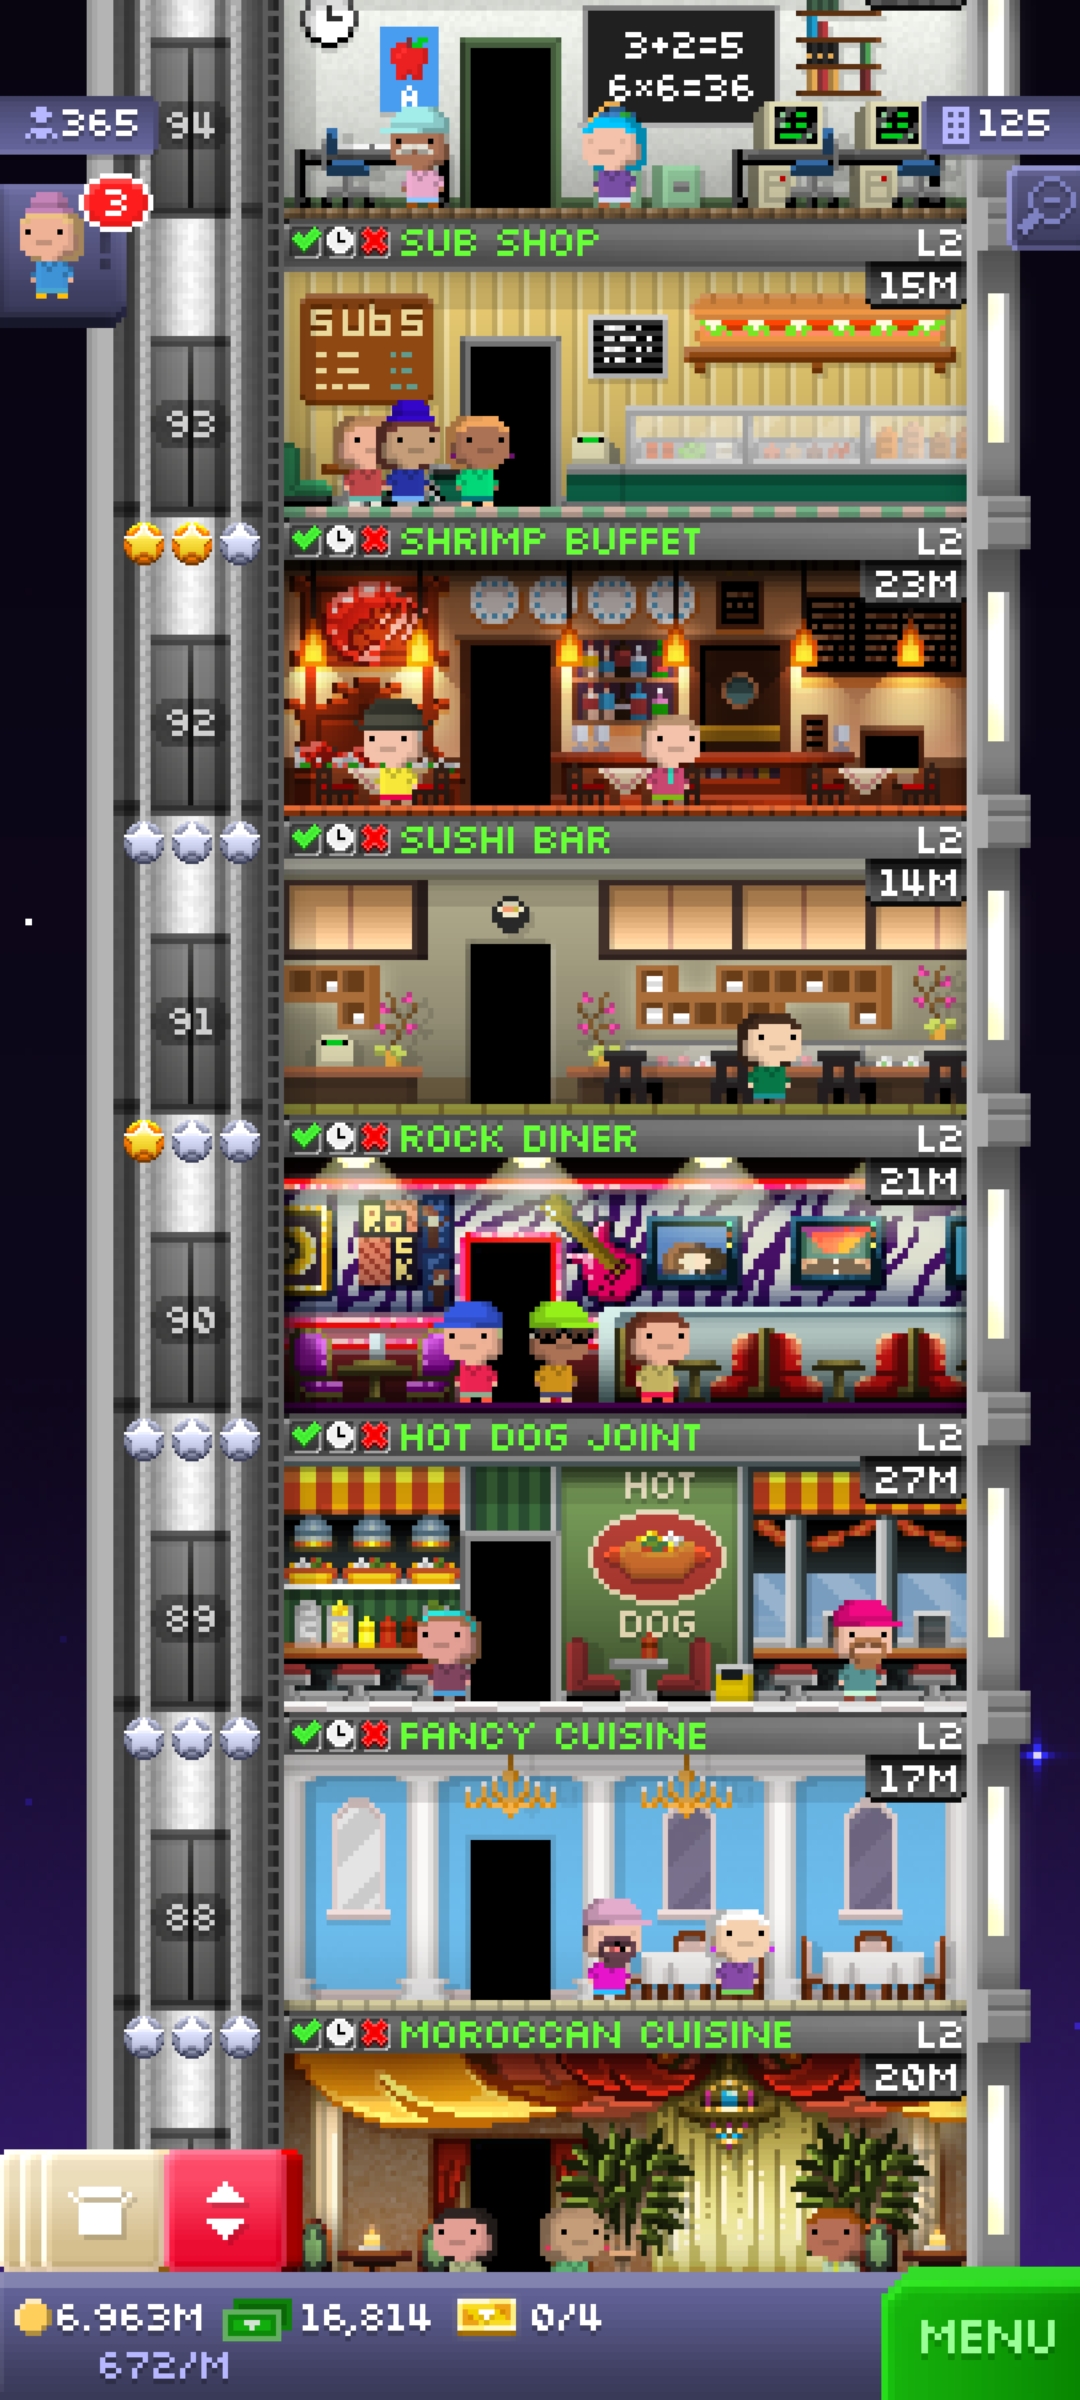 3+2=5
6×6=36
A
365
94
125
3
SUB SHOP
L2
15M
SUBS
93
SHRIMP BUFFET
L2
23M
92
SUSHI BAR
L2
14M
91
ROCK DINER
L2
21M
ROCK
90
HOT DOG JOINT
L2
27M
HOT
DOG
89
FANCY CUISINE
L2
17M
88
MOROCCAN CUISINE
L2
20M
6.963M
16,814
0/4
672/M
MENU